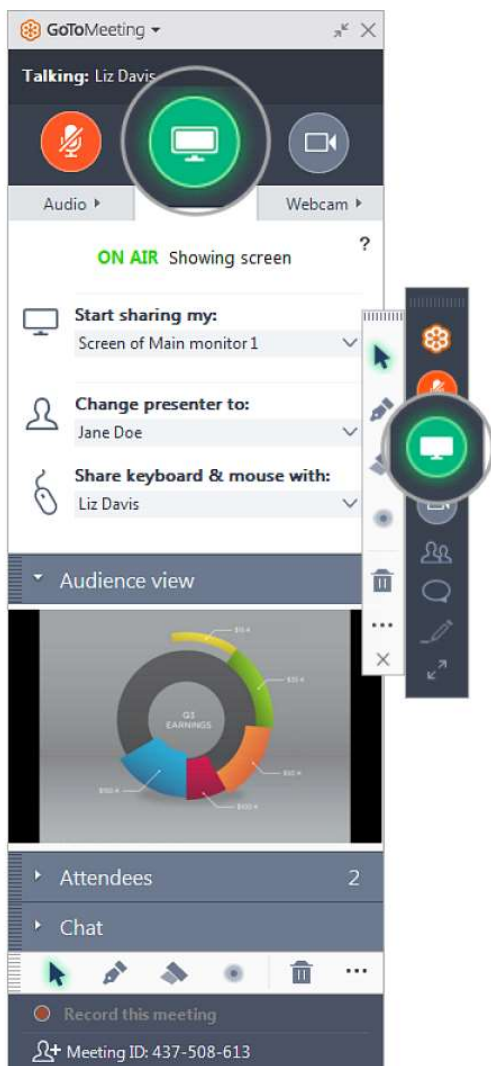 GoToMeeting
Talking: Liz Davis
Audio
Webcam
?
ON AIR Showing screen
Start sharing my:
Screen of Main monitor 1
Change presenter to:
Jane Doe
Share keyboard & mouse with:
Liz Davis
Audience view
Q3
EARNINGS
Attendees 2
Chat
Record this meeting
Meeting ID: 437-508-613